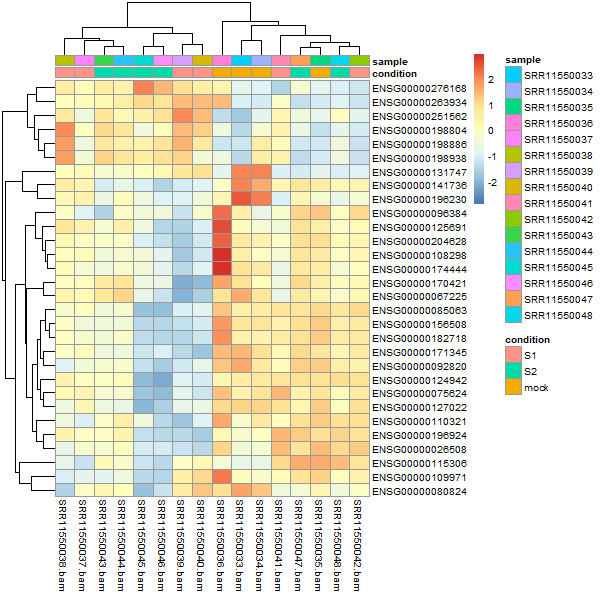 sample
condition
ENSG00000276168
ENSG00000263934
ENSG00000251562
ENSG00000198804
ENSG00000198886
ENSG00000198938
ENSG00000131747
ENSG00000141736
ENSG00000196230
ENSG00000096384
ENSG00000125691
ENSG00000204628
ENSG00000108298
ENSG00000174444
ENSG00000170421
ENSG00000067225
ENSG00000085063
ENSG00000156508
ENSG00000182718
ENSG00000171345
ENSG00000092820
ENSG00000124942
ENSG00000075624
ENSG00000127022
ENSG00000110321
ENSG00000196924
ENSG00000026508
ENSG00000115306
ENSG00000109971
ENSG00000080824
SRR11550038.bam
SRR11550037.bam
SRR11550043.bam
SRR11550044.bam
SRR11550045.bam
SRR11550046.bam
SRR11550039.bam
SRR11550040.bam
SRR11550036.bam
SRR11550033.bam
SRR11550034.bam
SRR11550041.bam
SRR11550047.bam
SRR11550035.bam
SRR11550048.bam
SRR11550042.bam
2
1
0
-1
-2
sample
SRR11550033
SRR11550034
SRR11550035
SRR11550036
SRR11550037
SRR11550038
SRR11550039
SRR11550040
SRR11550041
SRR11550042
SRR11550043
SRR11550044
SRR11550045
SRR11550046
SRR11550047
SRR11550048
condition
S1
S2
mock